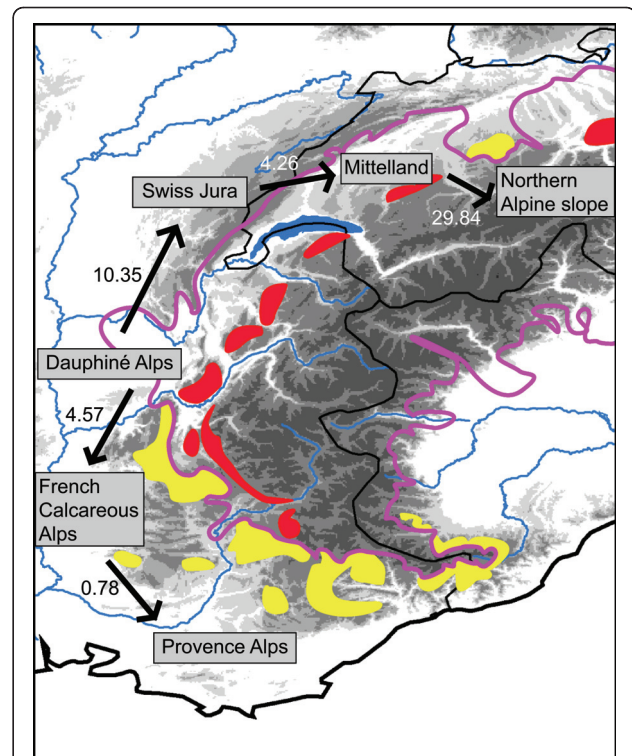 4.26
Mittelland
Swiss Jura
Northern
Alpine slope
29.84
10.35
Dauphiné Alps
4.57
French
Calcareous
Alps
0.78
Provence Alps